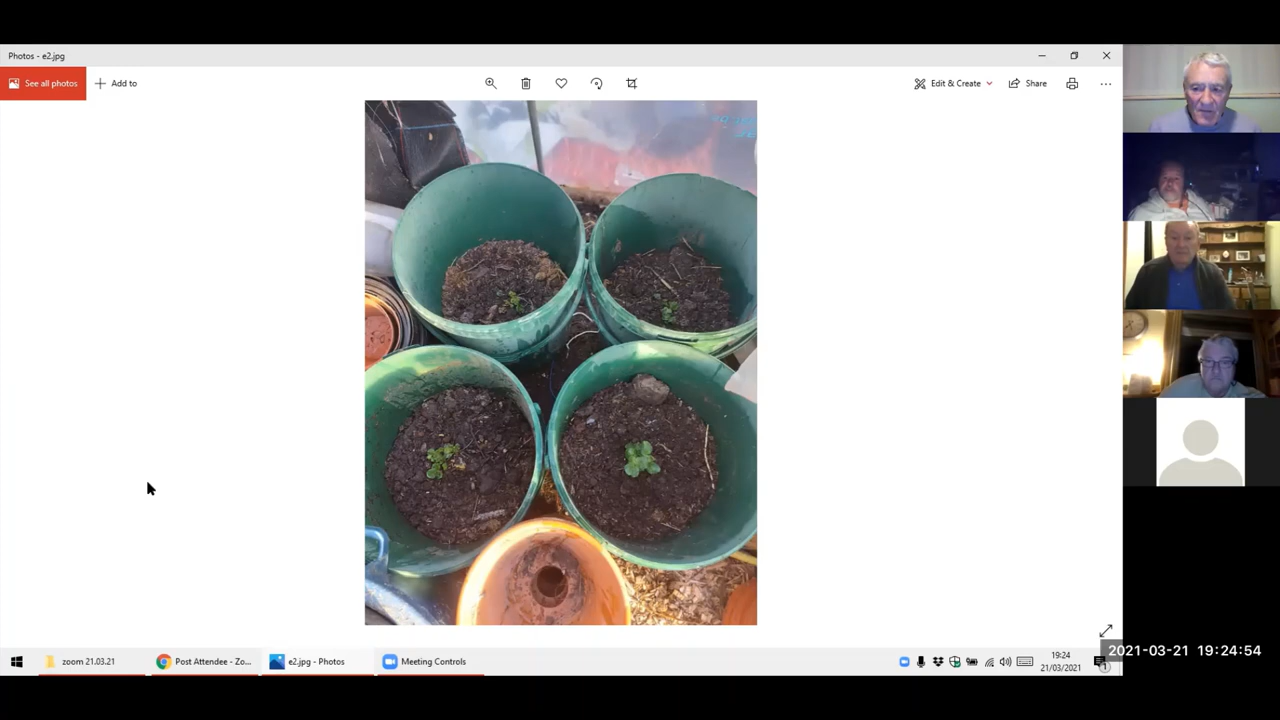 Photos - e2.jpg
See all photos
Add to
Edit & Create
Share
zoom 21.03.21
Post Attendee - Zo...
e2.jpg - Photos
Meeting Controls
19:24
21/03/2021
1
2021-03-21 19:24:54